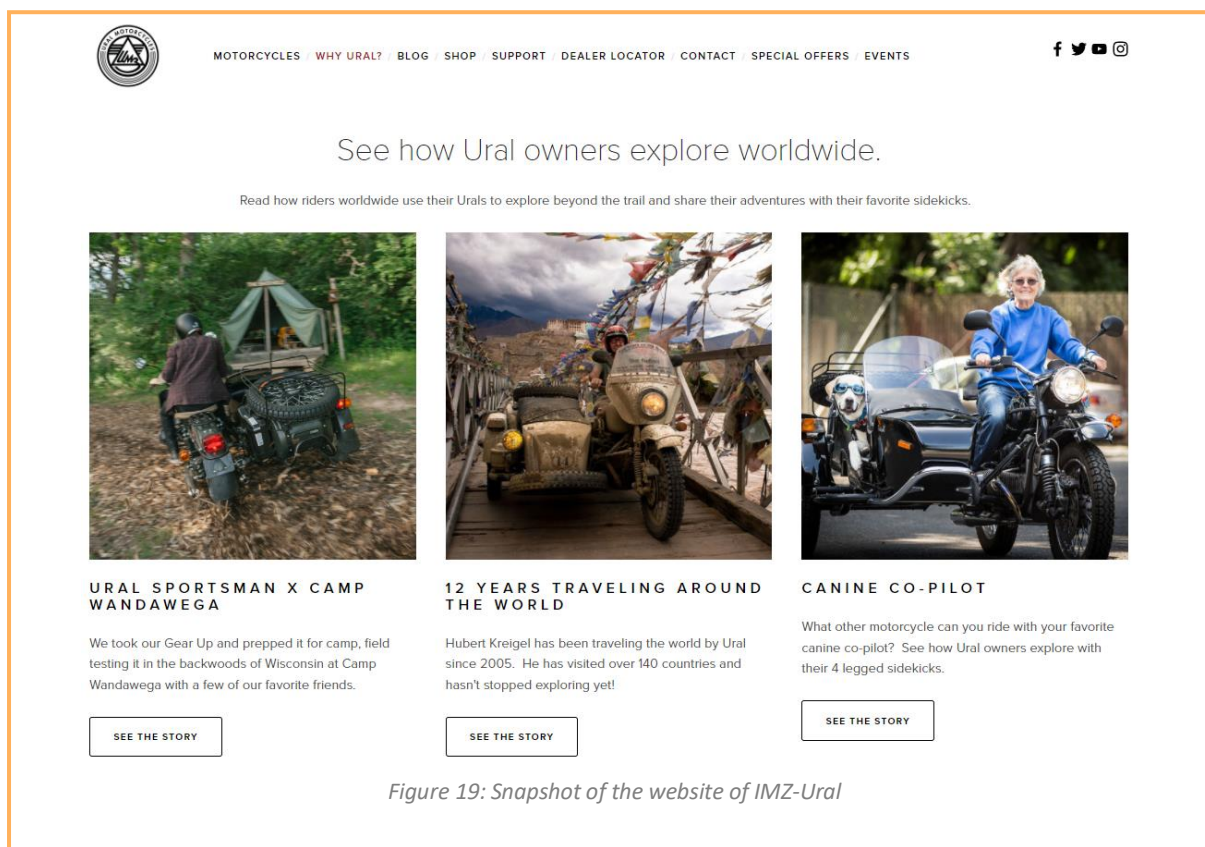 URAL MOTORCYCLES
MOTORCYCLES / WHY URAL? / BLOG / SHOP / SUPPORT / DEALER LOCATOR / CONTACT / SPECIAL OFFERS / EVENTS
See how Ural owners explore worldwide.
Read how riders worldwide use their Urals to explore beyond the trail and share their adventures with their favorite sidekicks.
URAL SPORTSMAN X CAMP
WANDAWEGA
We took our Gear Up and prepped it for camp, field
testing it in the backwoods of Wisconsin at Camp
Wandawega with a few of our favorite friends.
SEE THE STORY
12 YEARS TRAVELING AROUND
THE WORLD
Hubert Kreigel has been traveling the world by Ural
since 2005.  He has visited over 140 countries and
hasn't stopped exploring yet!
SEE THE STORY
CANINE CO-PILOT
What other motorcycle can you ride with your favorite
canine co-pilot?  See how Ural owners explore with
their 4 legged sidekicks.
SEE THE STORY
Figure 19: Snapshot of the website of IMZ-Ural